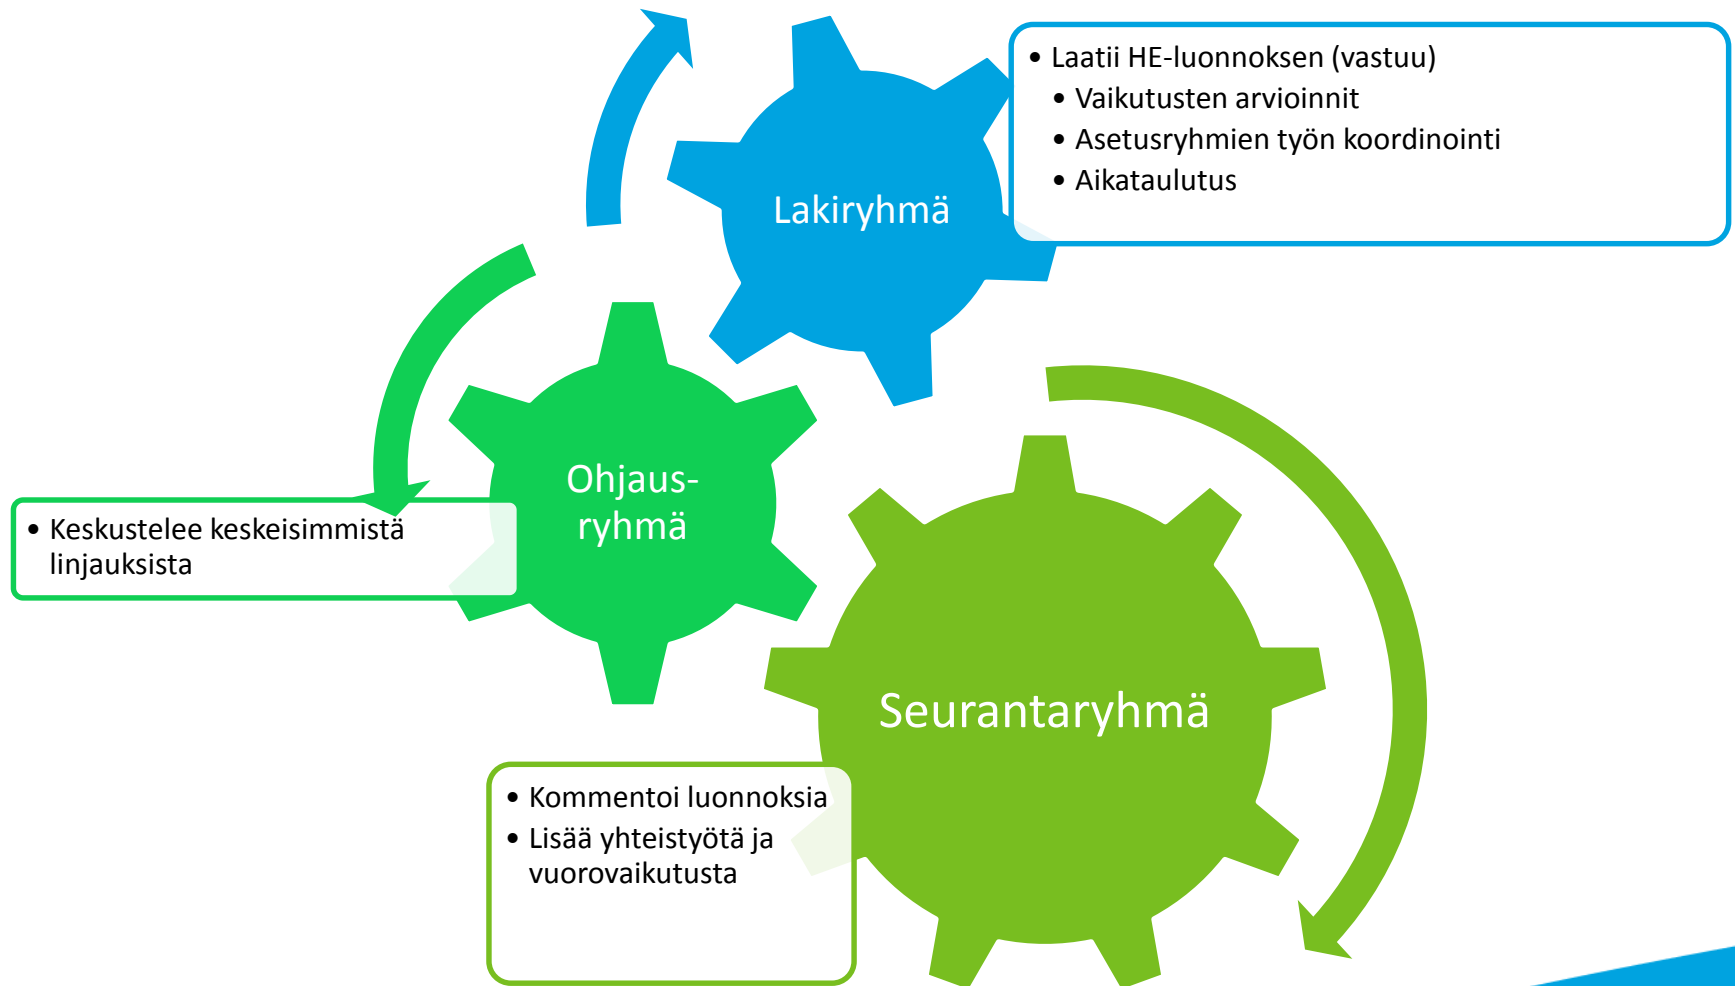 • Laatii HE-luonnoksen (vastuu)
• Vaikutusten arvioinnit
• Asetusryhmien työn koordinointi
• Aikataulutus
Lakiryhmä
Ohjaus-
ryhmä
• Keskustelee keskeisimmistä
linjauksista
Seurantaryhmä
• Kommentoi luonnoksia
• Lisää yhteistyötä ja
vuorovaikutusta